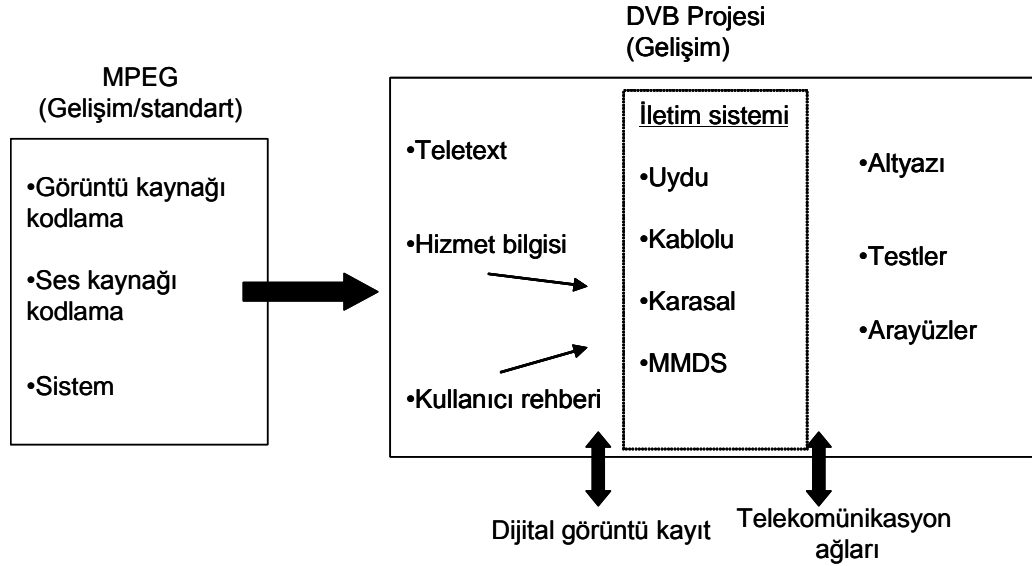 DVB Projesi
(Gelişim)
MPEG
(Gelişim/standart)
•Görüntü kaynağı
kodlama
•Ses kaynağı
kodlama
•Sistem
•Teletext
•Hizmet bilgisi
•Kullanıcı rehberi
İletim sistemi
•Uydu
•Kablolu
•Karasal
•MMDS
•Altyazı
•Testler
•Arayüzler
Dijital görüntü kayıt
Telekomünikasyon
ağları